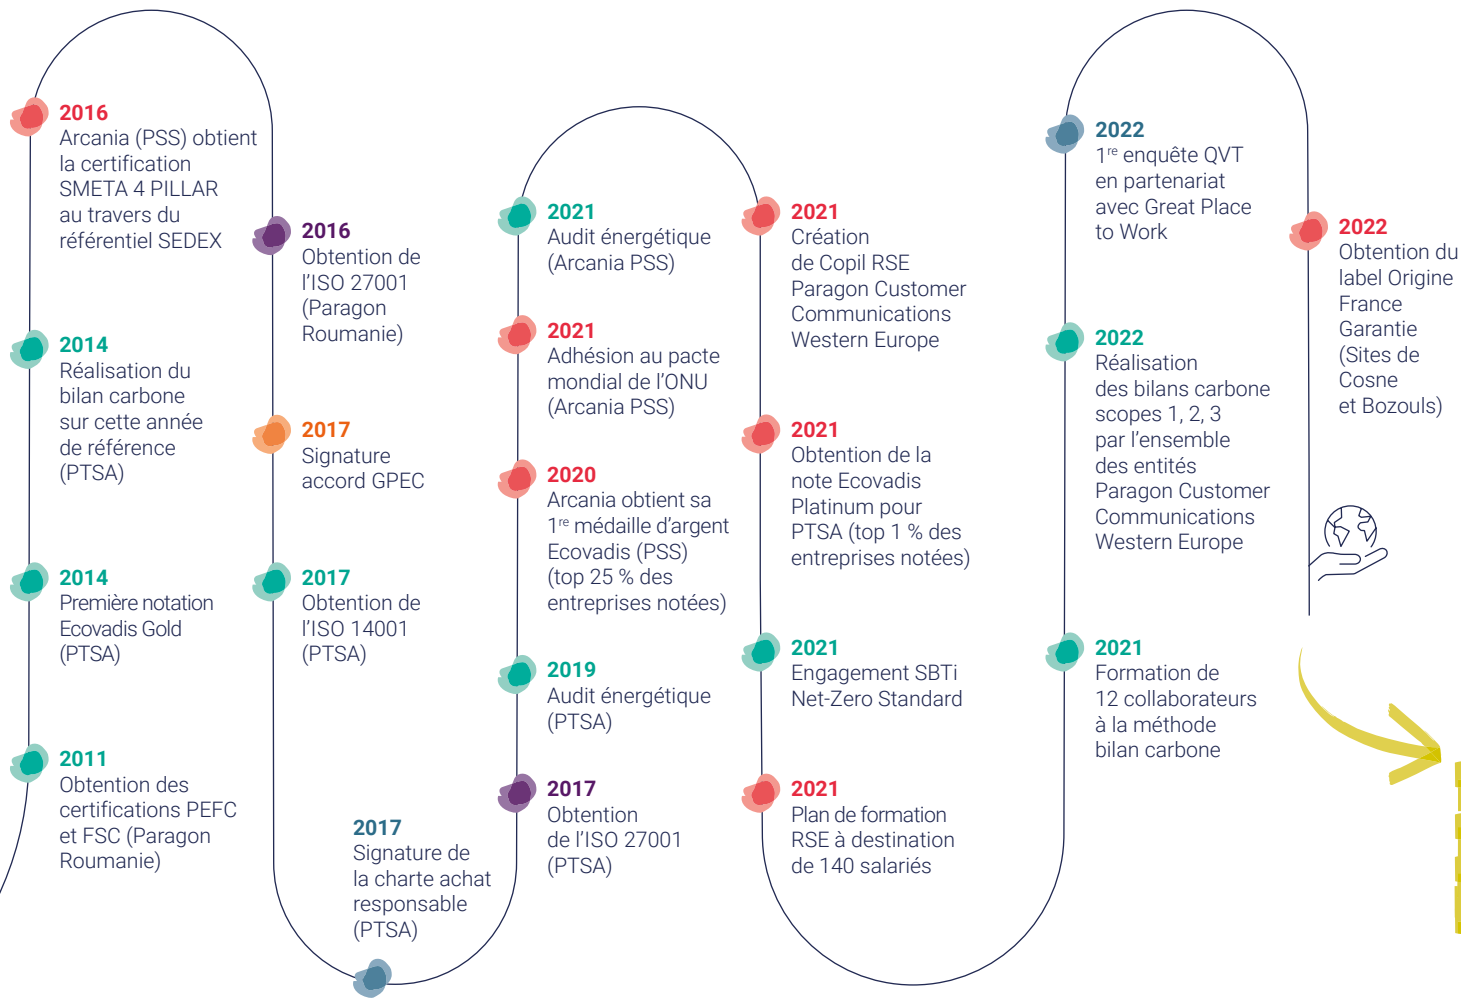 2016
Arcania (PSS) obtient
la certification
SMETA 4 PILLAR
au travers du
référentiel SEDEX
2014
Réalisation du
bilan carbone
sur cette année
de référence
(PTSA)
2014
Première notation
Ecovadis Gold
(PTSA)
2011
Obtention des
certifications PEFC
et FSC (Paragon
Roumanie)
2016
Obtention de
l'ISO 27001
(Paragon
Roumanie)
2017
Signature
accord GPEC
2017
Obtention de
l'ISO 14001
(PTSA)
2017
Signature de
la charte achat
responsable
(PTSA)
2021
Audit énergétique
(Arcania PSS)
2021
Adhésion au pacte
mondial de l'ONU
(Arcania PSS)
2020
Arcania obtient sa
1re médaille d'argent
Ecovadis (PSS)
(top 25 % des
entreprises notées)
2019
Audit énergétique
(PTSA)
2017
Obtention
de l'ISO 27001
(PTSA)
2021
Création
de Copil RSE
Paragon Customer
Communications
Western Europe
2021
Obtention de la
note Ecovadis
Platinum pour
PTSA (top 1 % des
entreprises notées)
2021
Engagement SBTi
Net-Zero Standard
2021
Plan de formation
RSE à destination
de 140 salariés
2022
1re enquête QVT
en partenariat
avec Great Place
to Work
2022
Réalisation
des bilans carbone
scopes 1, 2, 3
par l'ensemble
des entités
Paragon Customer
Communications
Western Europe
2021
Formation de
12 collaborateurs
à la méthode
bilan carbone
2022
Obtention du
label Origine
France
Garantie
(Sites de
Cosne
et Bozouls)